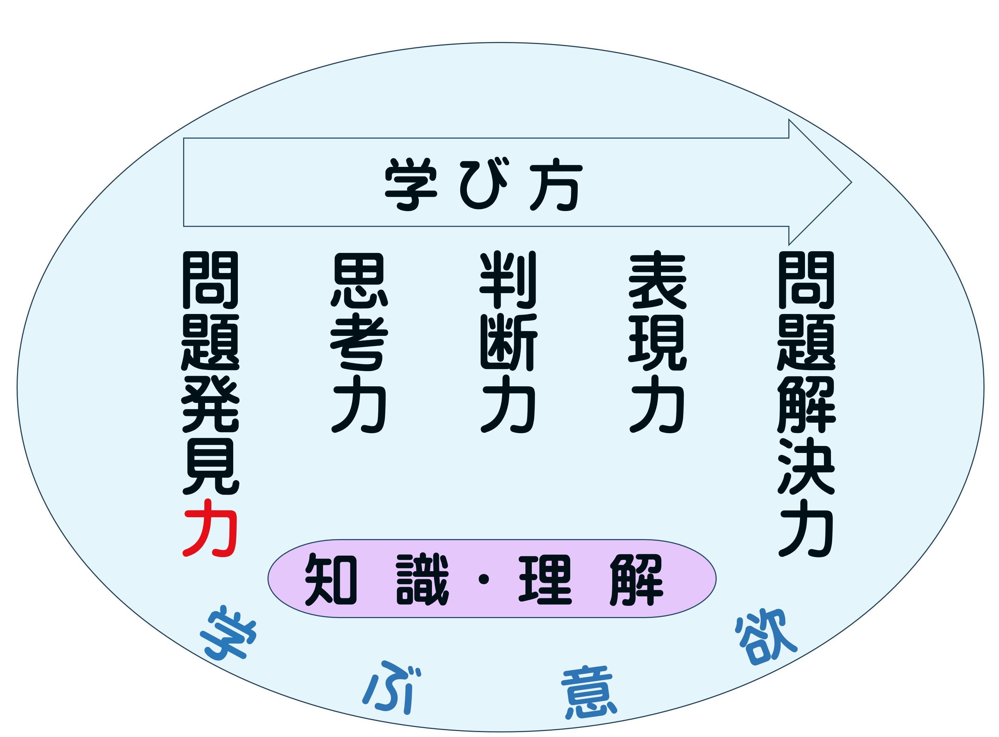 学び方
問題発見力
思考力
判断力
表現力
問題解決力
知識・理解
学ぶ意欲